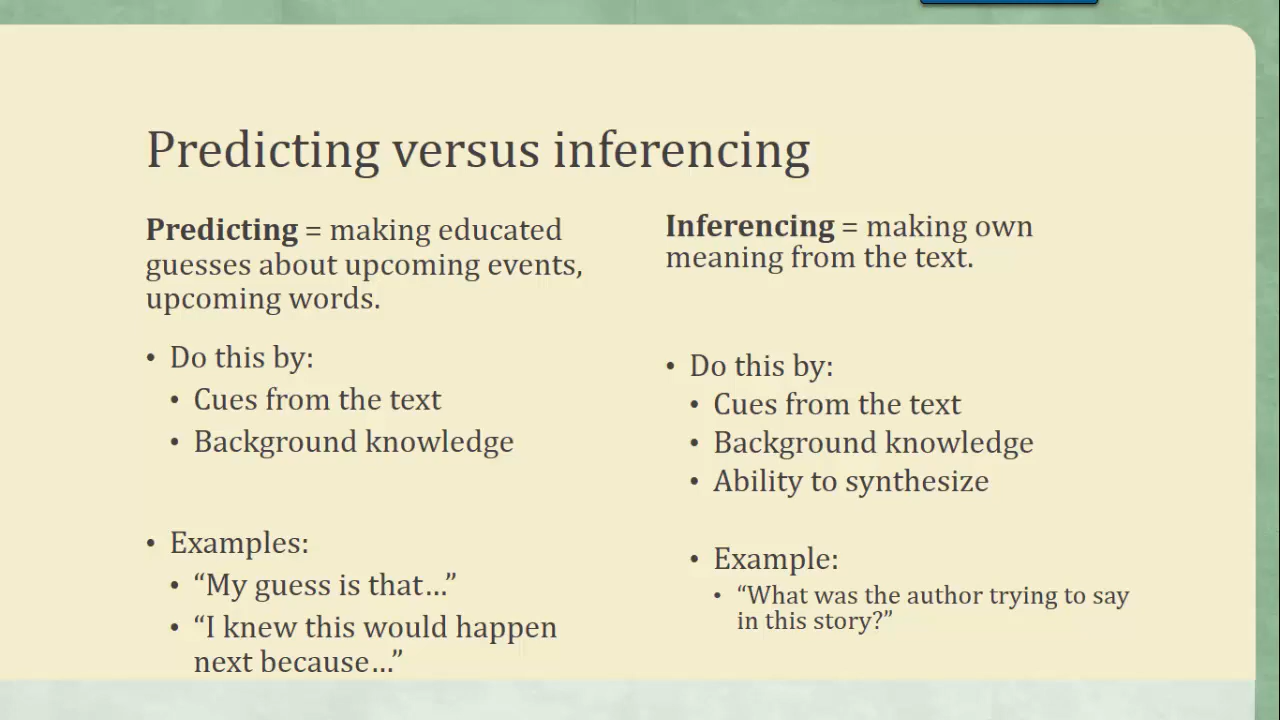 Predicting versus inferencing
Predicting = making educated
guesses about upcoming events,
upcoming words.
• Do this by:
• Cues from the text
• Background knowledge
• Examples:
• “My guess is that…”
• “I knew this would happen
next because…”
Inferencing = making own
meaning from the text.
• Do this by:
• Cues from the text
• Background knowledge
• Ability to synthesize
• Example:
• “What was the author trying to say
in this story?”